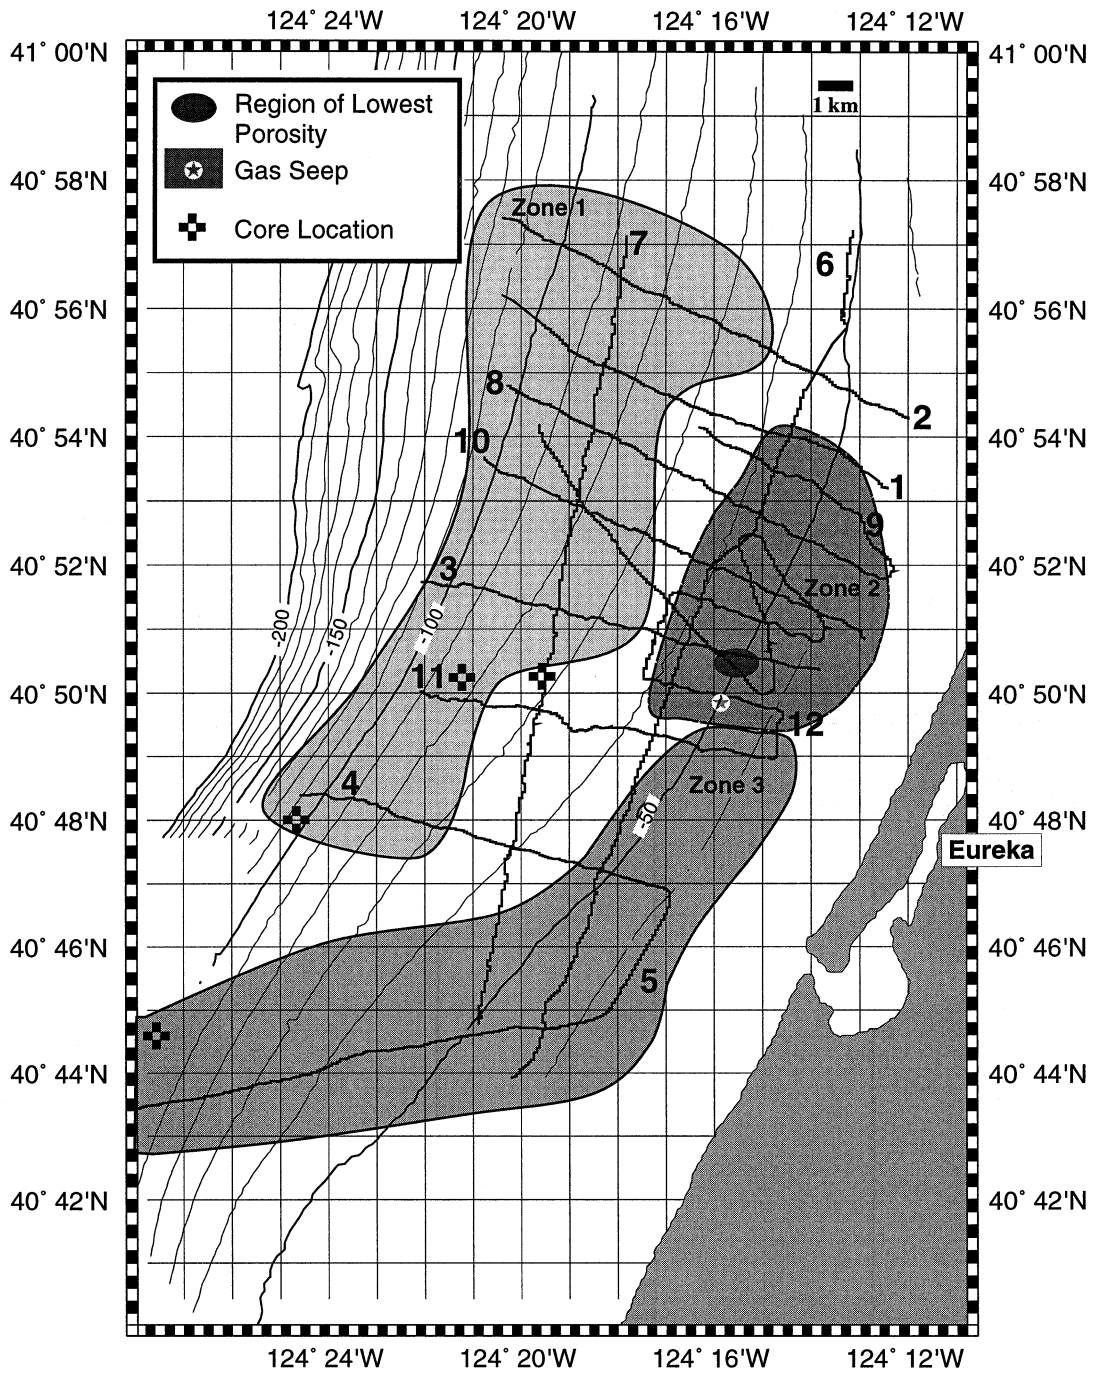 124° 24'W 124° 20'W 124° 16'W 124° 12'W
41° 00'N 41° 00'N
Region of Lowest
Porosity
1 km
Gas Seep
40° 58'N 40° 58'N
Zone 1
Core Location
7
6
40° 56'N 40° 56'N
8
2
40° 54'N 40° 54'N
10
1
9
40° 52'N 40° 52'N
3
Zone 2
-200
-150
-100
11
40° 50'N 40° 50'N
12
4
Zone 3
-50
40° 48'N 40° 48'N
Eureka
40° 46'N 40° 46'N
5
40° 44'N 40° 44'N
40° 42'N 40° 42'N
124° 24'W 124° 20'W 124° 16'W 124° 12'W